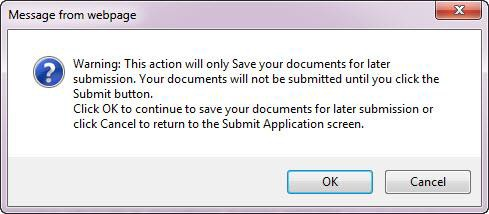 Message from webpage
Warning: This action will only Save your documents for later
submission. Your documents will not be submitted until you click the
Submit button.
Click OK to continue to save your documents for later submission or
click Cancel to return to the Submit Application screen.
OK
Cancel